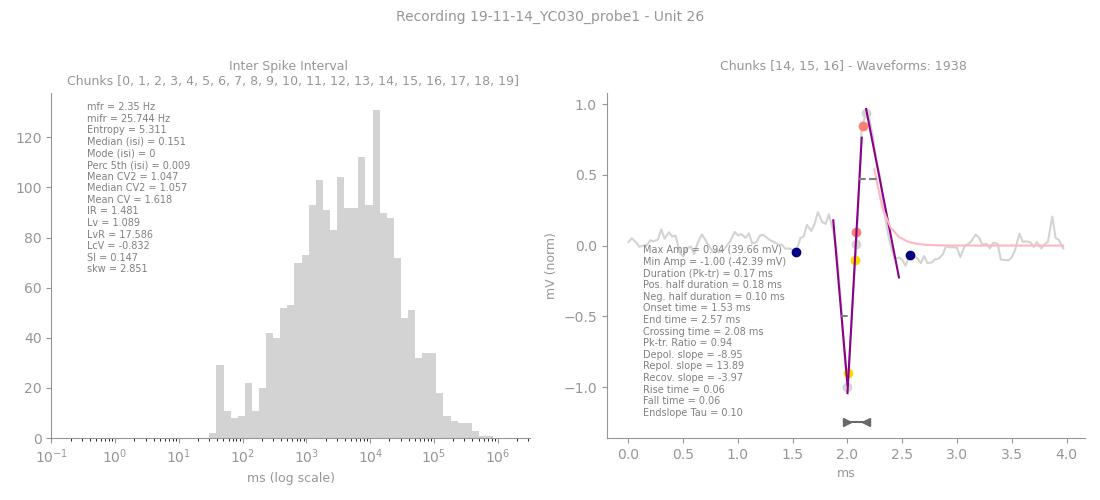 Recording 19-11-14_YC030_probe1 - Unit 26
Inter Spike Interval
Chunks [0, 1, 2, 3, 4, 5, 6, 7, 8, 9, 10, 11, 12, 13, 14, 15, 16, 17, 18, 19]
mfr = 2.35 Hz
mifr = 25.744 Hz
Entropy = 5.311
Median (isi) = 0.151
Mode (isi) = 0
Perc 5th (isi) = 0.009
Mean CV2 = 1.047
Median CV2 = 1.057
Mean CV = 1.618
IR = 1.481
Lv = 1.089
LvR = 17.586
LcV = -0.832
SI = 0.147
skw = 2.851
120
100
80
60
40
20
0
10⁻¹ 10⁰ 10¹ 10² 10³ 10⁴ 10⁵ 10⁶
ms (log scale)
Chunks [14, 15, 16] - Waveforms: 1938
mV (norm)
1.0
0.5
0.0
−0.5
−1.0
Max Amp = 0.94 (39.66 mV)
Min Amp = -1.00 (-42.39 mV)
Duration (Pk-tr) = 0.17 ms
Pos. half duration = 0.18 ms
Neg. half duration = 0.10 ms
Onset time = 1.53 ms
End time = 2.57 ms
Crossing time = 2.08 ms
Pk-tr. Ratio = 0.94
Depol. slope = -8.95
Repol. slope = 13.89
Recov. slope = -3.97
Rise time = 0.06
Fall time = 0.06
Endslope Tau = 0.10
0.0 0.5 1.0 1.5 2.0 2.5 3.0 3.5 4.0
ms